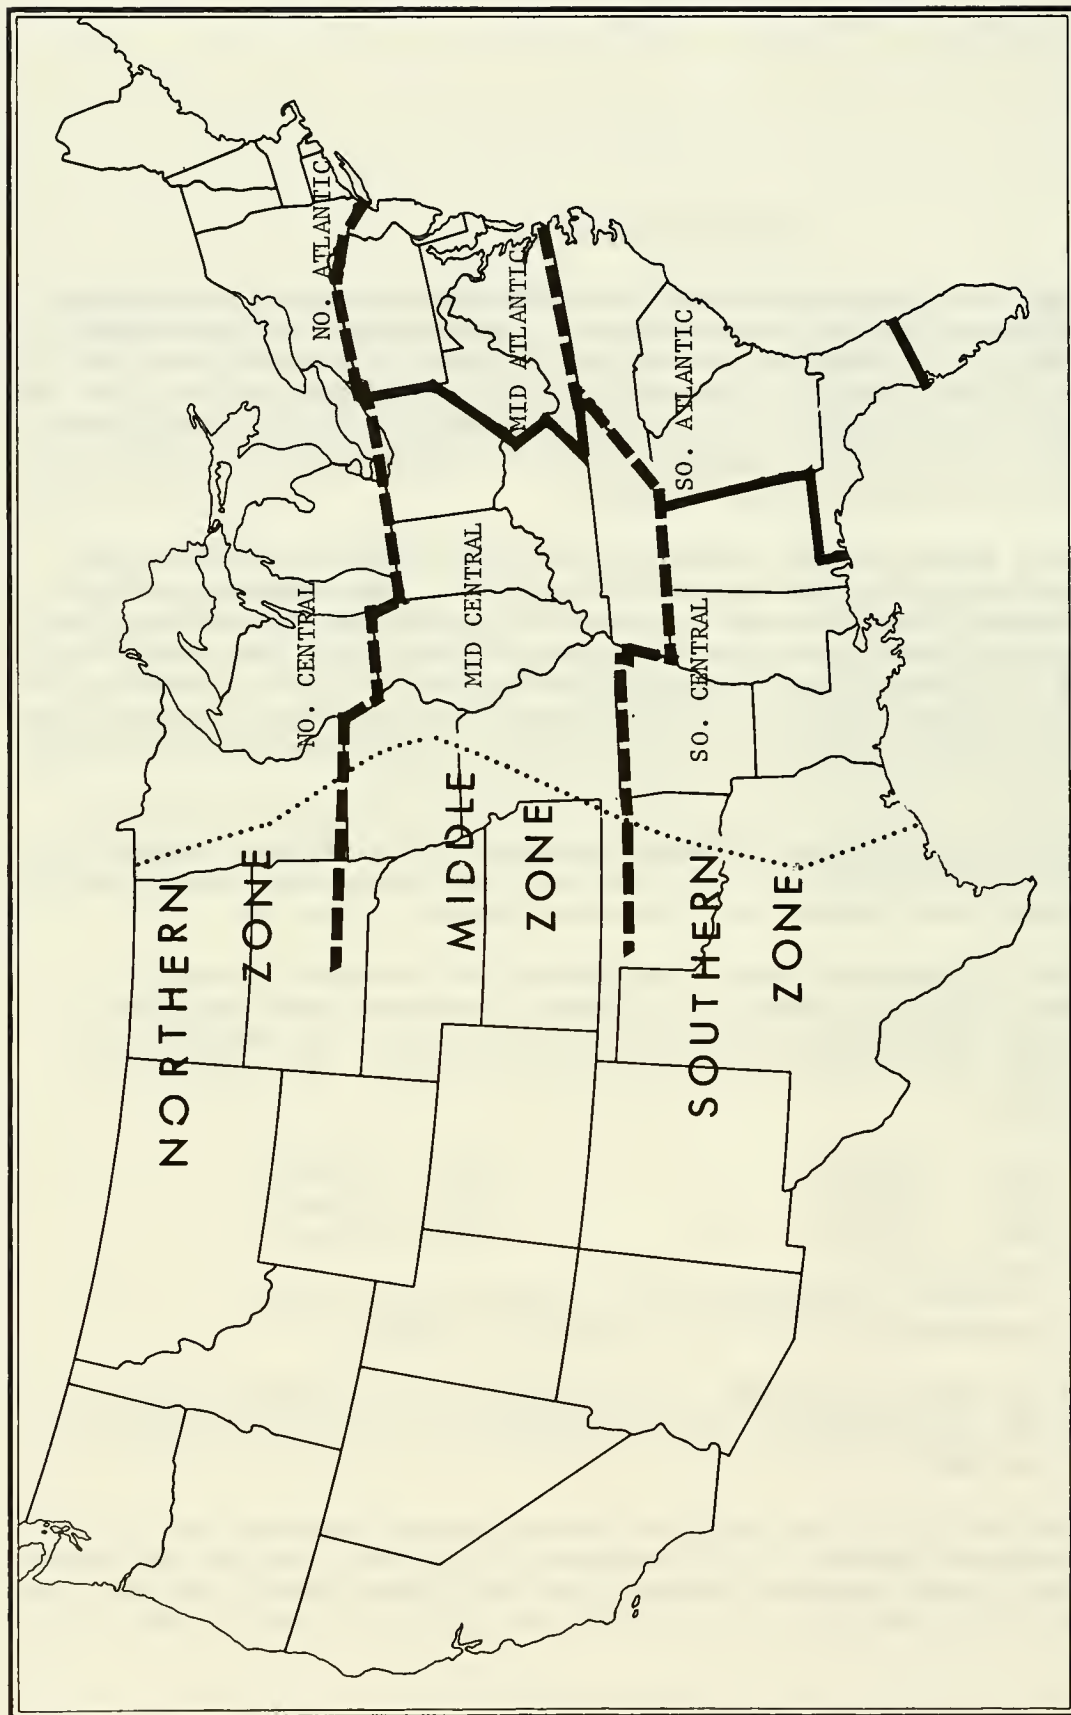 NORTHERN
ZONE
NO. CENTRAL
NO. ATLANTIC
MIDDLE
ZONE
MID CENTRAL
MID ATLANTIC
SOUTHERN
ZONE
SO. CENTRAL
SO. ATLANTIC